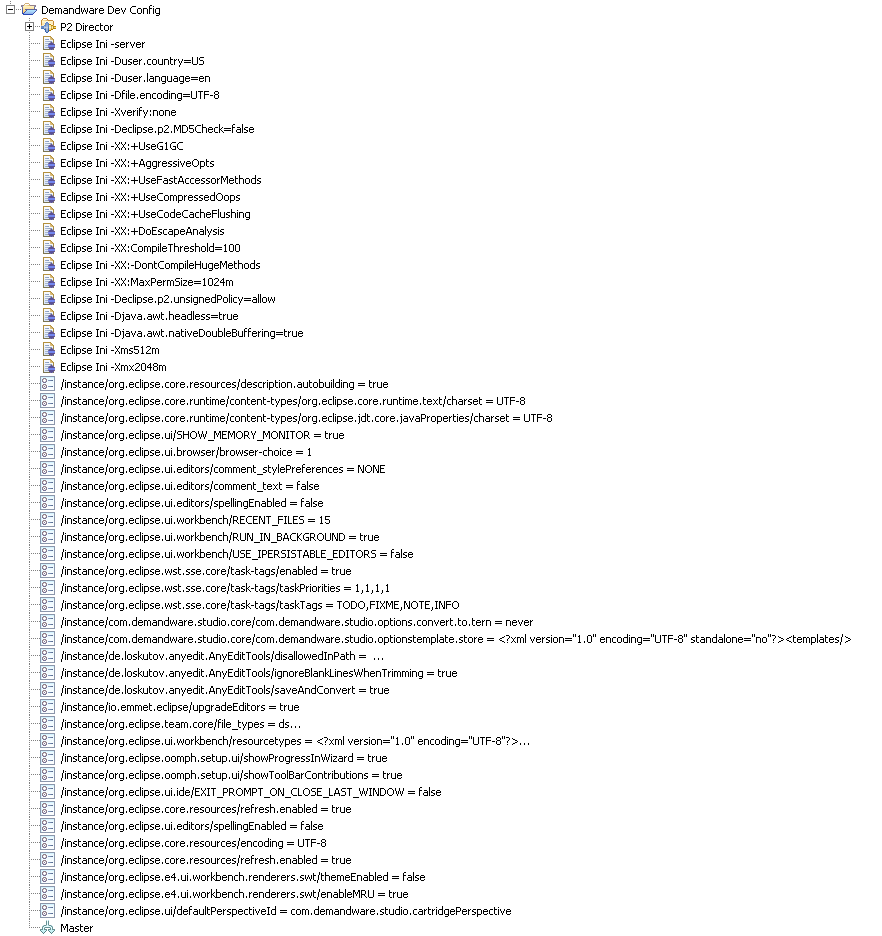 Demandware Dev Config
P2 Director
Eclipse Ini -server
Eclipse Ini -Duser.country=US
Eclipse Ini -Duser.language=en
Eclipse Ini -Dfile.encoding=UTF-8
Eclipse Ini -Xverify:none
Eclipse Ini -Declipse.p2.MD5Check=false
Eclipse Ini -XX:+UseG1GC
Eclipse Ini -XX:+AggressiveOpts
Eclipse Ini -XX:+UseFastAccessorMethods
Eclipse Ini -XX:+UseCompressedOops
Eclipse Ini -XX:+UseCodeCacheFlushing
Eclipse Ini -XX:+DoEscapeAnalysis
Eclipse Ini -XX:CompileThreshold=100
Eclipse Ini -XX:-DontCompileHugeMethods
Eclipse Ini -XX:MaxPermSize=1024m
Eclipse Ini -Declipse.p2.unsignedPolicy=allow
Eclipse Ini -Djava.awt.headless=true
Eclipse Ini -Djava.awt.nativeDoubleBuffering=true
Eclipse Ini -Xms512m
Eclipse Ini -Xmx2048m
/instance/org.eclipse.core.resources/description.autobuilding = true
/instance/org.eclipse.core.runtime/content-types/org.eclipse.core.runtime.text/charset = UTF-8
/instance/org.eclipse.core.runtime/content-types/org.eclipse.jdt.core.javaProperties/charset = UTF-8
/instance/org.eclipse.ui/SHOW_MEMORY_MONITOR = true
/instance/org.eclipse.ui.browser/browser-choice = 1
/instance/org.eclipse.ui.editors/comment_stylePreferences = NONE
/instance/org.eclipse.ui.editors/comment_text = false
/instance/org.eclipse.ui.editors/spellingEnabled = false
/instance/org.eclipse.ui.workbench/RECENT_FILES = 15
/instance/org.eclipse.ui.workbench/RUN_IN_BACKGROUND = true
/instance/org.eclipse.ui.workbench/USE_IPERSISTABLE_EDITORS = false
/instance/org.eclipse.wst.sse.core/task-tags/enabled = true
/instance/org.eclipse.wst.sse.core/task-tags/taskPriorities = 1,1,1,1
/instance/org.eclipse.wst.sse.core/task-tags/taskTags = TODO,FIXME,NOTE,INFO
/instance/com.demandware.studio.core/com.demandware.studio.options.convert.to.tern = never
/instance/com.demandware.studio.core/com.demandware.studio.optionstemplate.store = <?xml version="1.0" encoding="UTF-8" standalone="no"?><templates/>
/instance/de.loskutov.anyedit.AnyEditTools/disallowedInPath =  ...
/instance/de.loskutov.anyedit.AnyEditTools/ignoreBlankLinesWhenTrimming = true
/instance/de.loskutov.anyedit.AnyEditTools/saveAndConvert = true
/instance/io.emmet.eclipse/upgradeEditors = true
/instance/org.eclipse.team.core/file_types = ds...
/instance/org.eclipse.ui.workbench/resourcetypes = <?xml version="1.0" encoding="UTF-8"?>...
/instance/org.eclipse.oomph.setup.ui/showProgressInWizard = true
/instance/org.eclipse.oomph.setup.ui/showToolBarContributions = true
/instance/org.eclipse.ui.ide/EXIT_PROMPT_ON_CLOSE_LAST_WINDOW = false
/instance/org.eclipse.core.resources/refresh.enabled = true
/instance/org.eclipse.ui.editors/spellingEnabled = false
/instance/org.eclipse.core.resources/encoding = UTF-8
/instance/org.eclipse.core.resources/refresh.enabled = true
/instance/org.eclipse.e4.ui.workbench.renderers.swt/themeEnabled = false
/instance/org.eclipse.e4.ui.workbench.renderers.swt/enableMRU = true
/instance/org.eclipse.ui/defaultPerspectiveId = com.demandware.studio.cartridgePerspective
Master